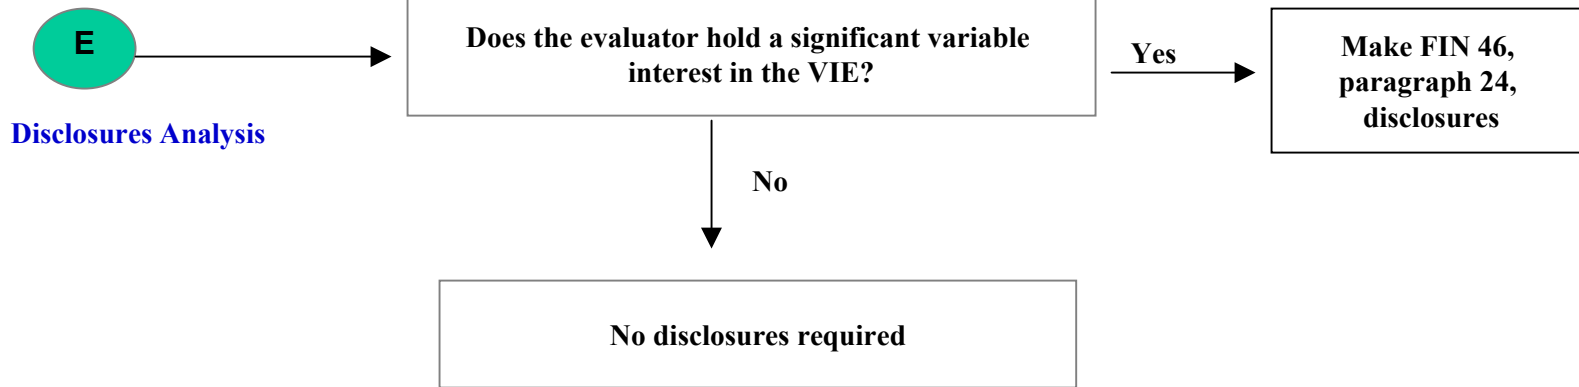 E
Disclosures Analysis
Does the evaluator hold a significant variable
interest in the VIE?
Yes
Make FIN 46,
paragraph 24,
disclosures
No
No disclosures required